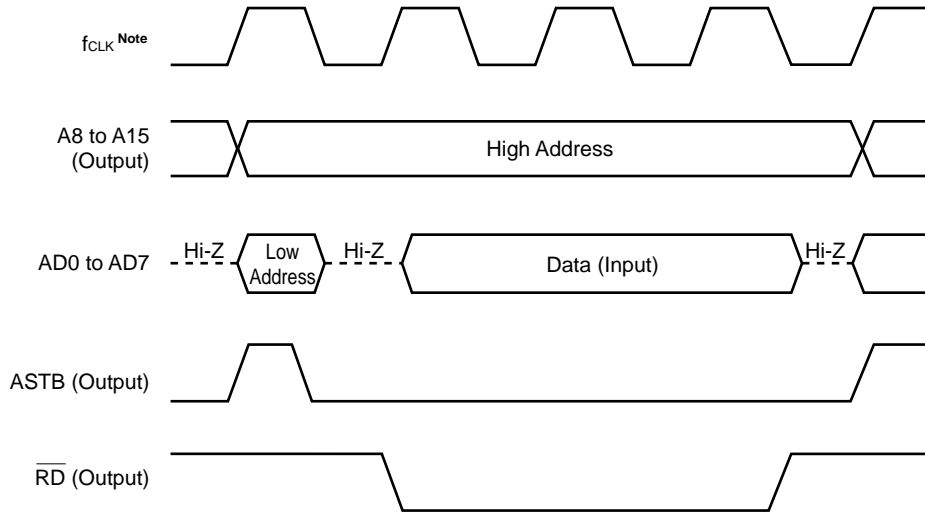 fCLK Note
A8 to A15
(Output)
High Address
AD0 to AD7
Hi-Z
Low
Address
Hi-Z
Data (Input)
Hi-Z
ASTB (Output)
RD (Output)